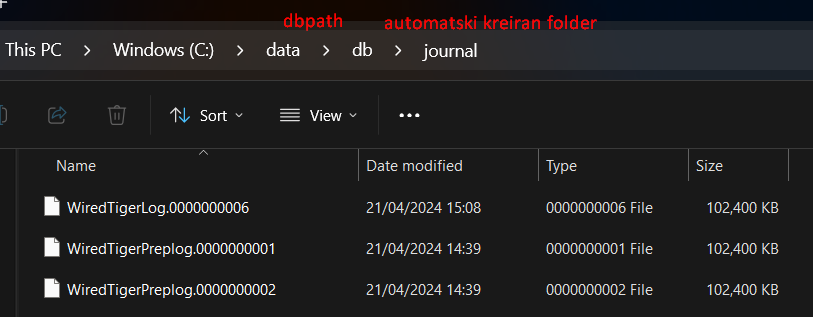 dbpath automatski kreiran folder
This PC > Windows (C:) > data > db > journal
Sort View •••
Name Date modified Type Size
WiredTigerLog.0000000006 21/04/2024 15:08 0000000006 File 102,400 KB
WiredTigerPreplog.0000000001 21/04/2024 14:39 0000000001 File 102,400 KB
WiredTigerPreplog.0000000002 21/04/2024 14:39 0000000002 File 102,400 KB